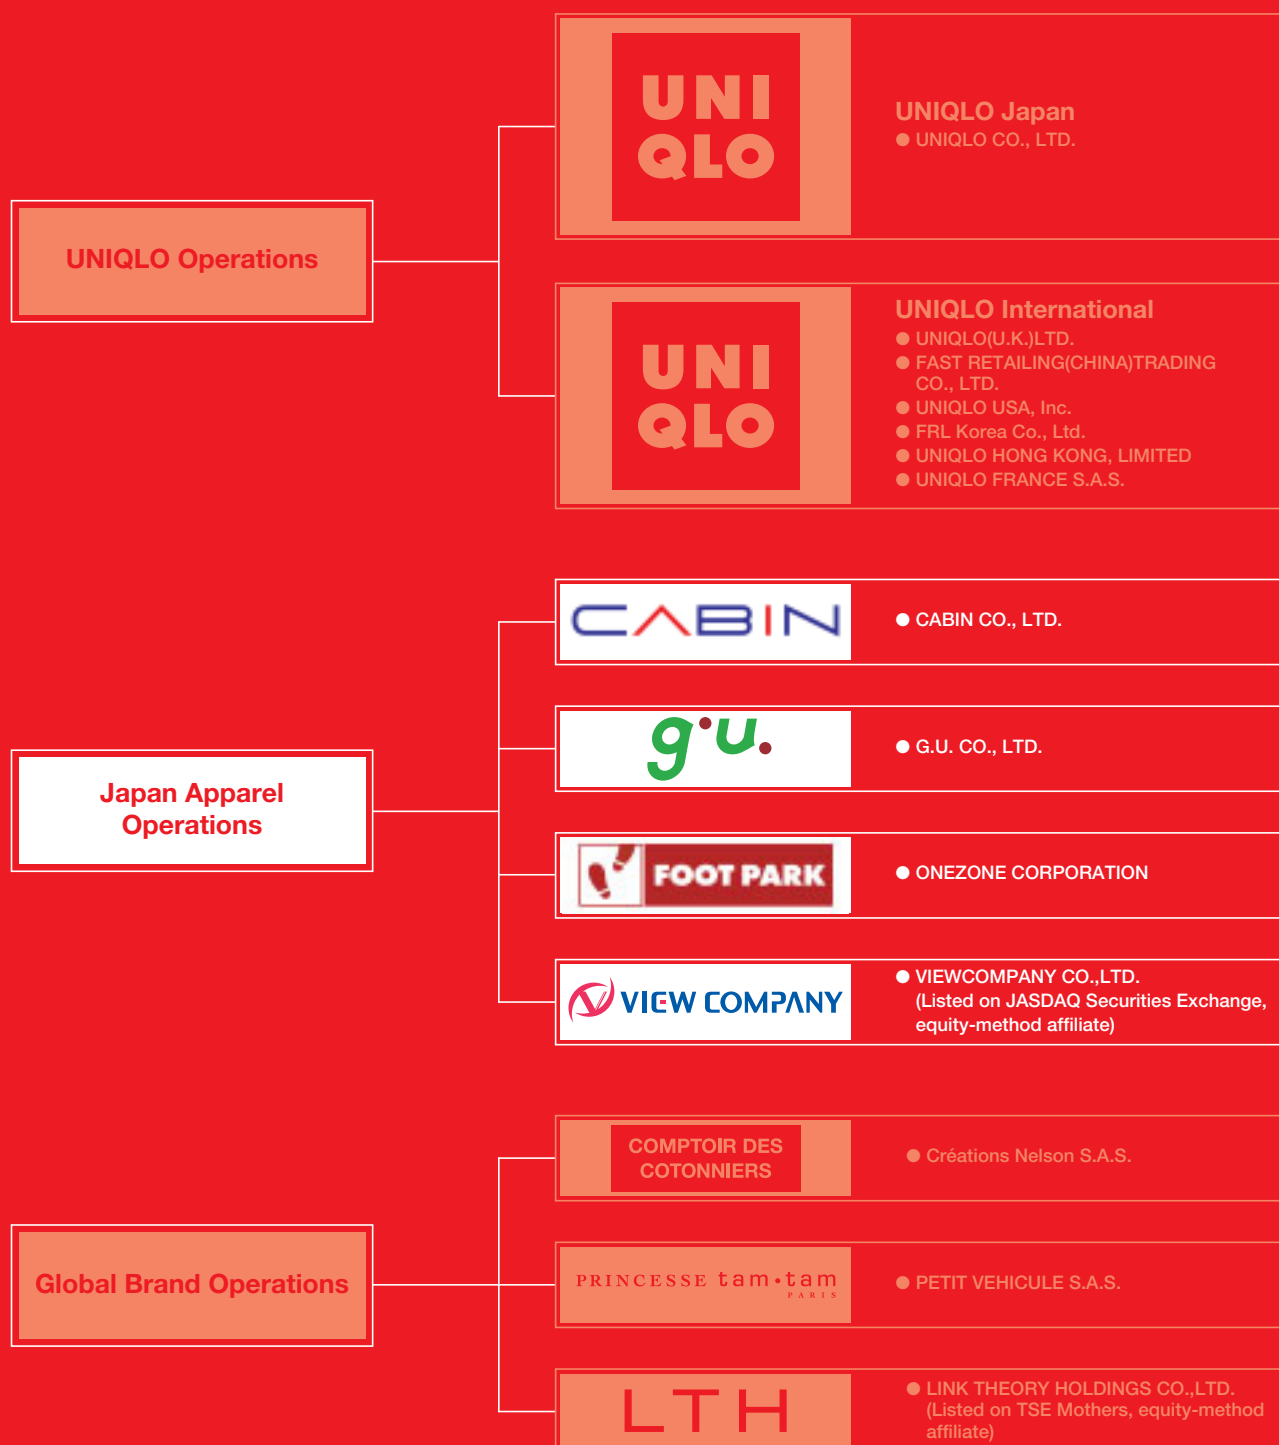 UNIQLO Operations
UNI
QLO
UNIQLO Japan
● UNIQLO CO., LTD.
UNI
QLO
UNIQLO International
● UNIQLO(U.K.)LTD.
● FAST RETAILING(CHINA)TRADING
CO., LTD.
● UNIQLO USA, Inc.
● FRL Korea Co., Ltd.
● UNIQLO HONG KONG, LIMITED
● UNIQLO FRANCE S.A.S.
Japan Apparel
Operations
CABIN
● CABIN CO., LTD.
g.u.
● G.U. CO., LTD.
FOOT PARK
● ONEZONE CORPORATION
VIEW COMPANY
● VIEWCOMPANY CO.,LTD.
(Listed on JASDAQ Securities Exchange,
equity-method affiliate)
Global Brand Operations
COMPTOIR DES
COTONNIERS
● Créations Nelson S.A.S.
PRINCESSE tam•tam
PARIS
● PETIT VEHICULE S.A.S.
LTH
● LINK THEORY HOLDINGS CO.,LTD.
(Listed on TSE Mothers, equity-method
affiliate)